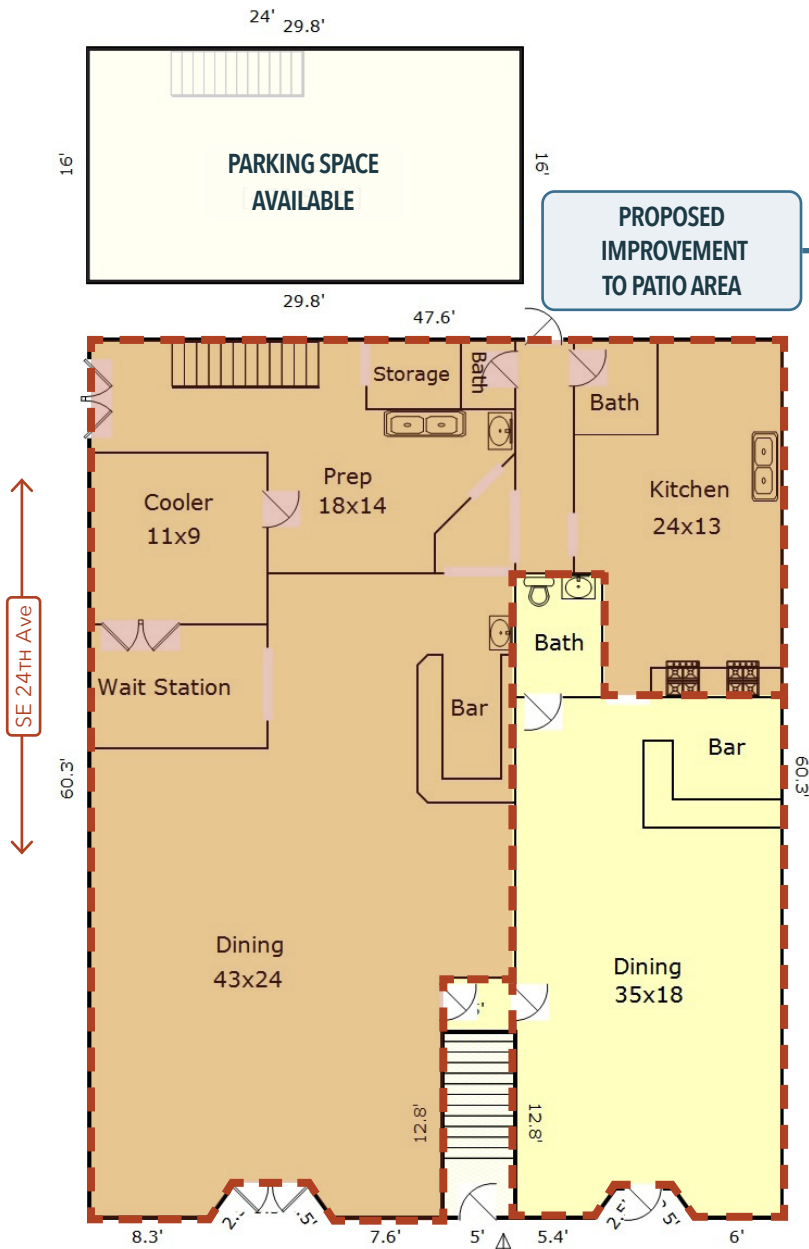 24'
29.8'
16'
PARKING SPACE
AVAILABLE
16'
PROPOSED
IMPROVEMENT
TO PATIO AREA
29.8'
47.6'
Storage
Bath
Bath
Cooler
11x9
Prep
18x14
Kitchen
24x13
SE 24TH Ave
Bath
Wait Station
Bar
Bar
60.3'
60.3'
Dining
43x24
Dining
35x18
12.8'
12.8'
8.3'
7.6'
5'
5.4'
2.5'
6'